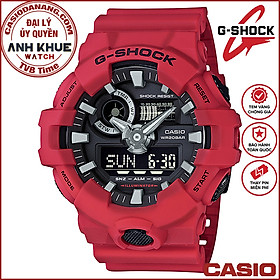 CASIODANANG.COM
ĐẠI LÝ
ỦY QUYỀN
ANH KHUE
WATCH
TVB Time
G-SHOCK
G-SHOCK
SHOCK RESIST
ADJUST
LIGHT
MODE
START
CASIO
WR20BAR
SUN 6:30
SNZ – ALM – SIG
ILLUMINATOR
TEM VÀNG
CHỐNG GIẢ
BẢO HÀNH
TOÀN QUỐC
THAY PIN
MIỄN PHÍ
CASIO